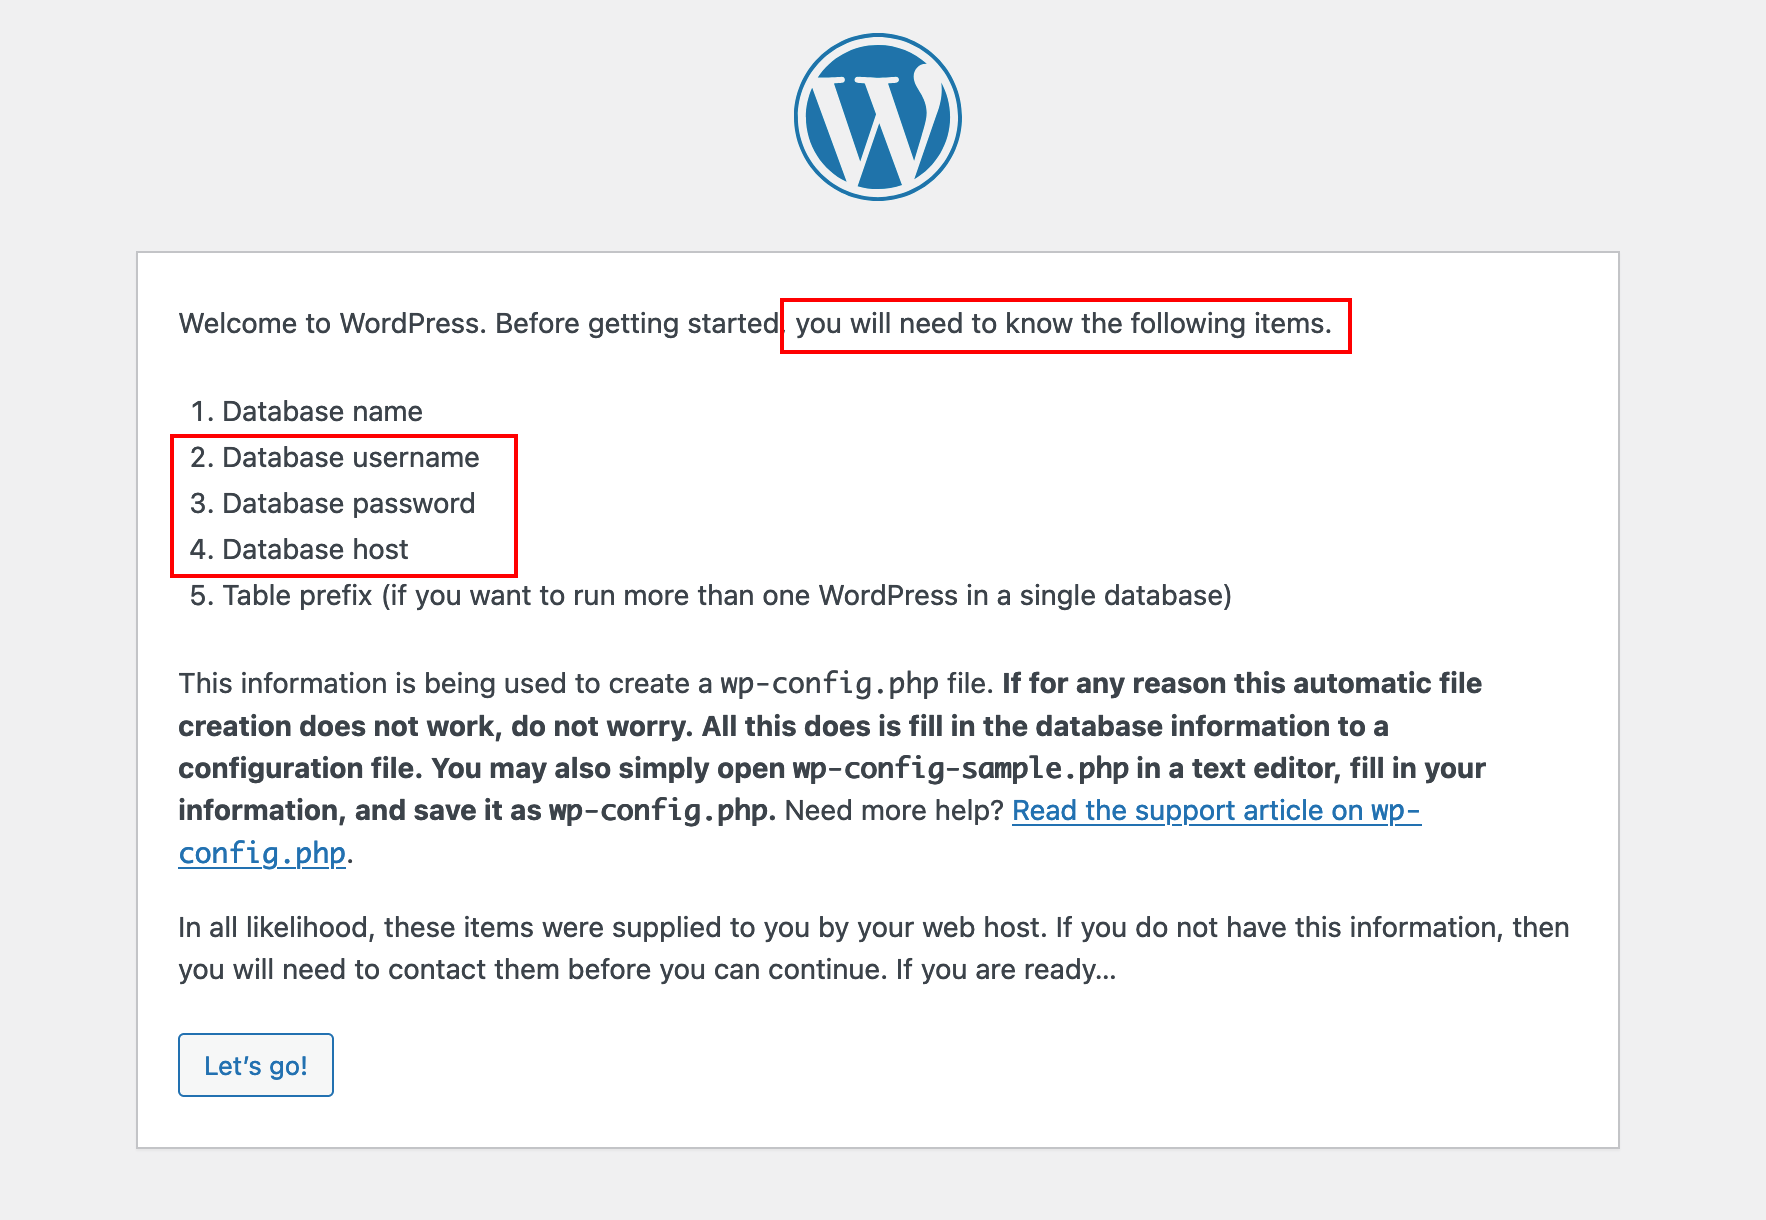 Welcome to WordPress. Before getting started, you will need to know the following items.
1. Database name
2. Database username
3. Database password
4. Database host
5. Table prefix (if you want to run more than one WordPress in a single database)
This information is being used to create a wp-config.php file. If for any reason this automatic file
creation does not work, do not worry. All this does is fill in the database information to a
configuration file. You may also simply open wp-config-sample.php in a text editor, fill in your
information, and save it as wp-config.php. Need more help? Read the support article on wp-
config.php.
In all likelihood, these items were supplied to you by your web host. If you do not have this information, then
you will need to contact them before you can continue. If you are ready…
Let’s go!